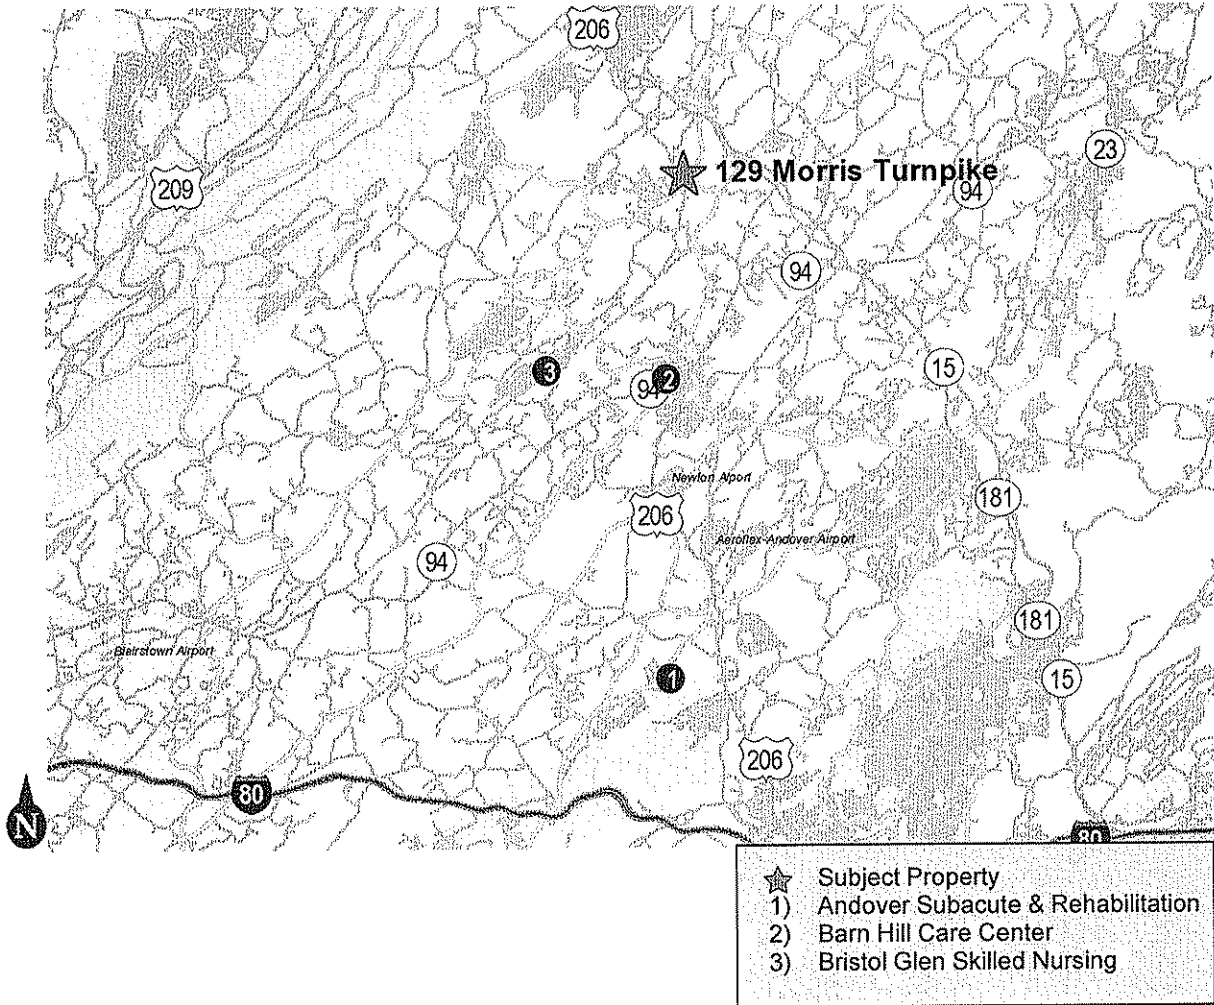 206
23
129 Morris Turnpike
209
94
94
3
2
15
94
Newton Aiport
181
206
Aeroflex-Andover Airport
94
181
Blairstown Airport
1
15
206
80
N
80
Subject Property
1) Andover Subacute & Rehabilitation
2) Barn Hill Care Center
3) Bristol Glen Skilled Nursing